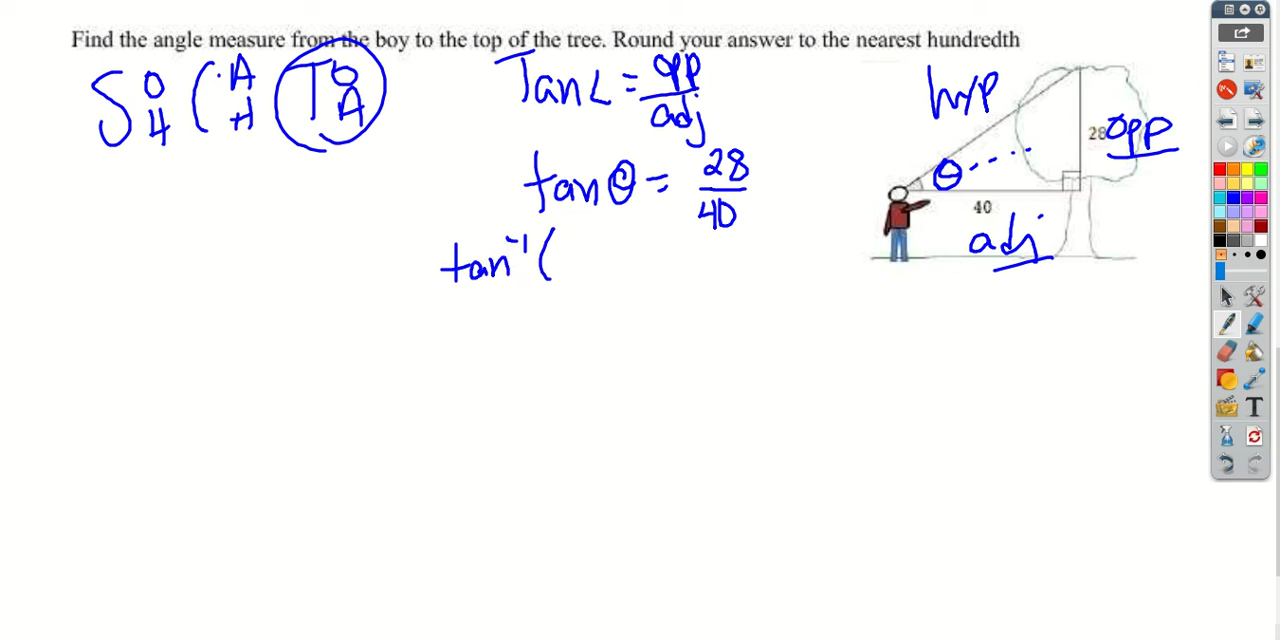 Find the angle measure from the boy to the top of the tree. Round your answer to the nearest hundredth
S O H C A H T O A
Tan ∠ = opp/adj
hyp
28 opp
tan θ = 28/40
θ
40
adj
tan⁻¹(